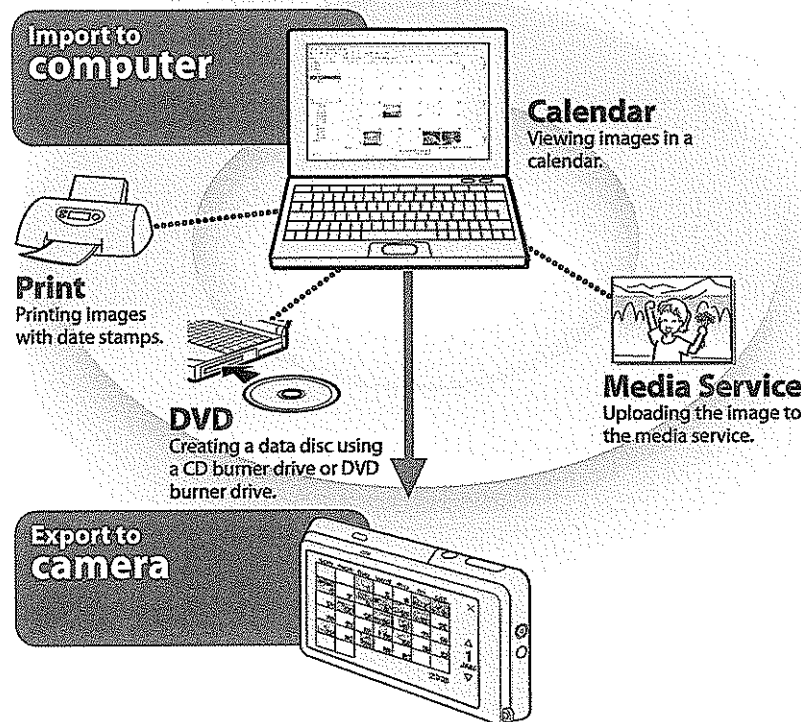 Import to
computer
Calendar
Viewing images in a
calendar.
Print
Printing images
with date stamps.
DVD
Creating a data disc using
a CD burner drive or DVD
burner drive.
Media Service
Uploading the image to
the media service.
Export to
camera